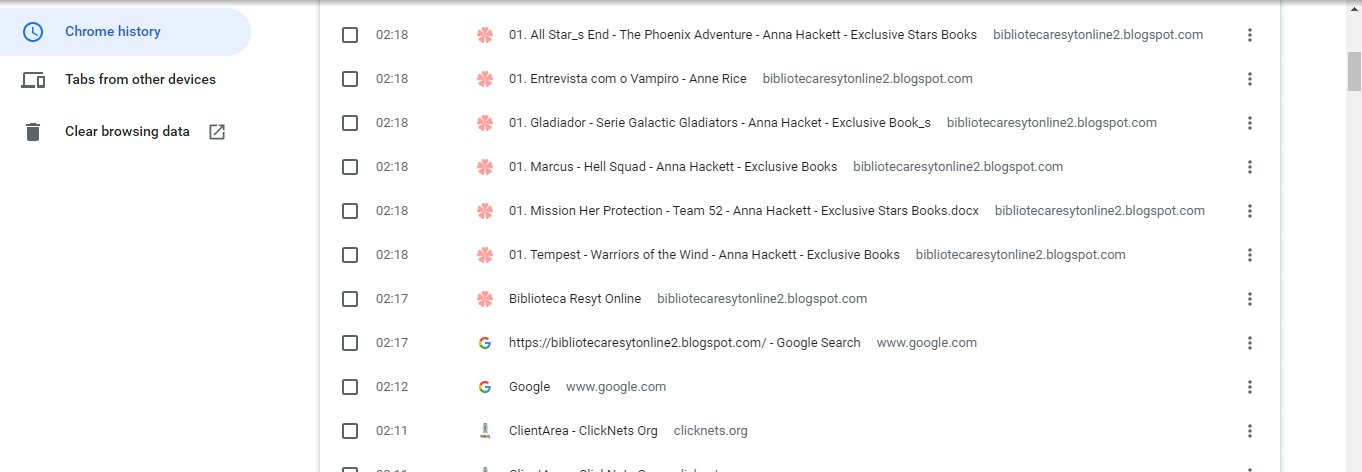 Chrome history
Tabs from other devices
Clear browsing data
02:18 01. All Star_s End - The Phoenix Adventure - Anna Hackett - Exclusive Stars Books bibliotecaresytonline2.blogspot.com
02:18 01. Entrevista com o Vampiro - Anne Rice bibliotecaresytonline2.blogspot.com
02:18 01. Gladiador - Serie Galactic Gladiators - Anna Hacket - Exclusive Book_s bibliotecaresytonline2.blogspot.com
02:18 01. Marcus - Hell Squad - Anna Hackett - Exclusive Books bibliotecaresytonline2.blogspot.com
02:18 01. Mission Her Protection - Team 52 - Anna Hackett - Exclusive Stars Books.docx bibliotecaresytonline2.blogspot.com
02:18 01. Tempest - Warriors of the Wind - Anna Hackett - Exclusive Books bibliotecaresytonline2.blogspot.com
02:17 Biblioteca Resyt Online bibliotecaresytonline2.blogspot.com
02:17 https://bibliotecaresytonline2.blogspot.com/ - Google Search www.google.com
02:12 Google www.google.com
02:11 ClientArea - ClickNets Org clicknets.org